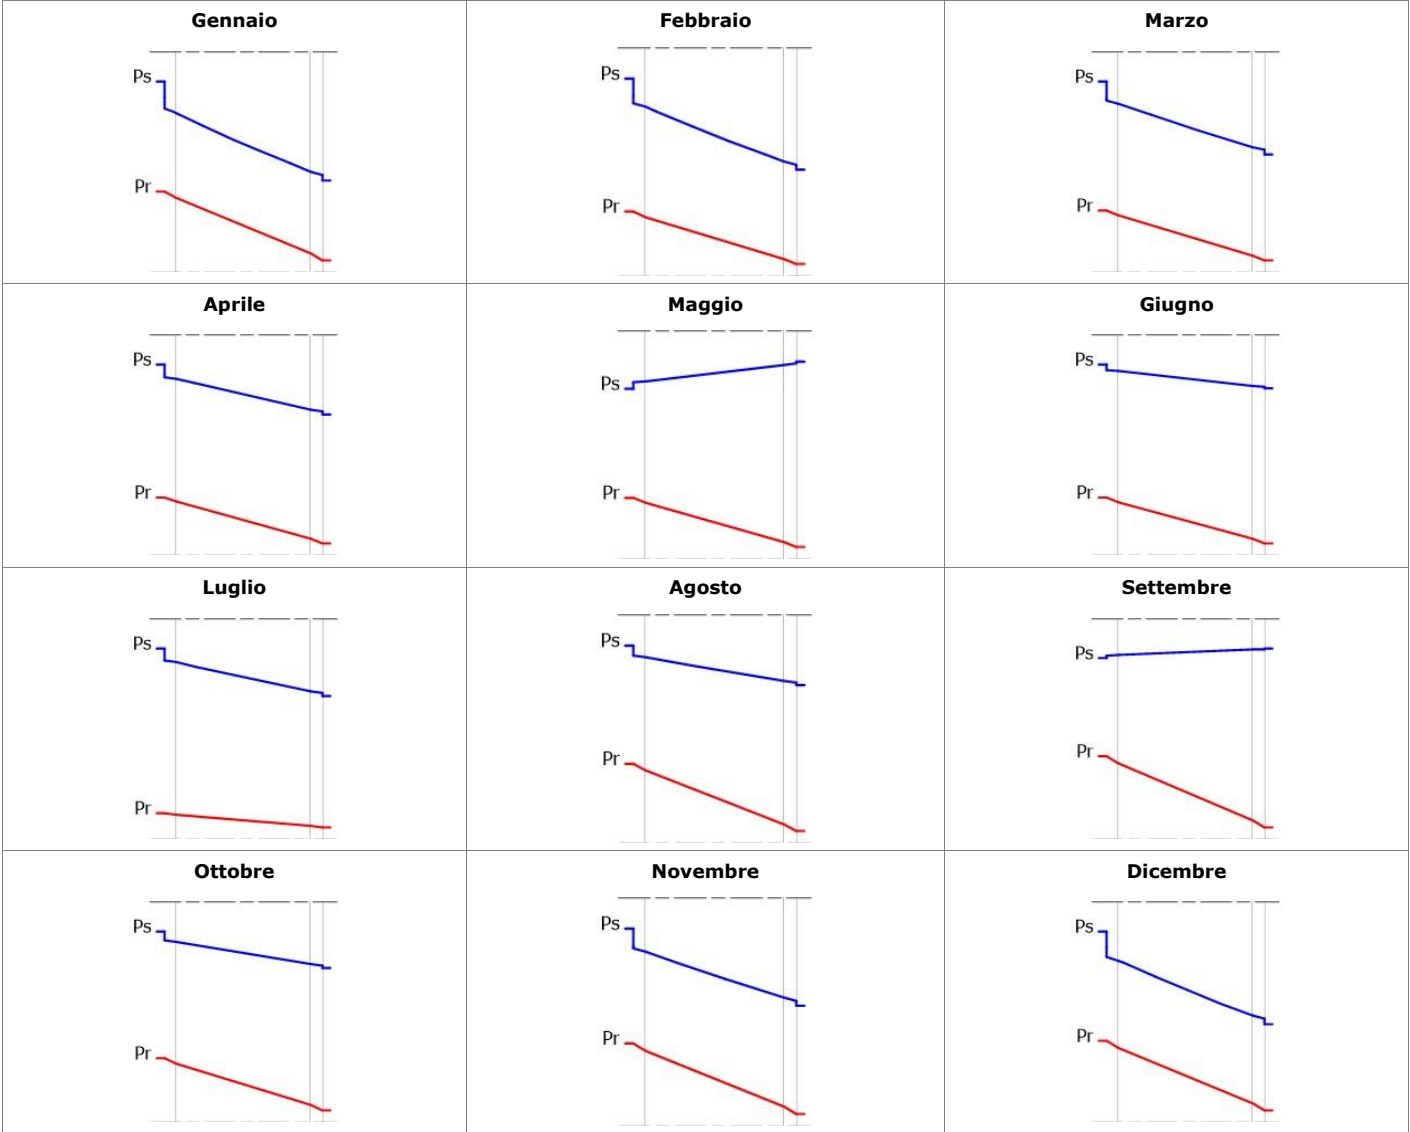 Gennaio
Febbraio
Marzo
Ps
Pr
Ps
Pr
Ps
Pr
Aprile
Maggio
Giugno
Ps
Pr
Ps
Pr
Ps
Pr
Luglio
Agosto
Settembre
Ps
Pr
Ps
Pr
Ps
Pr
Ottobre
Novembre
Dicembre
Ps
Pr
Ps
Pr
Ps
Pr